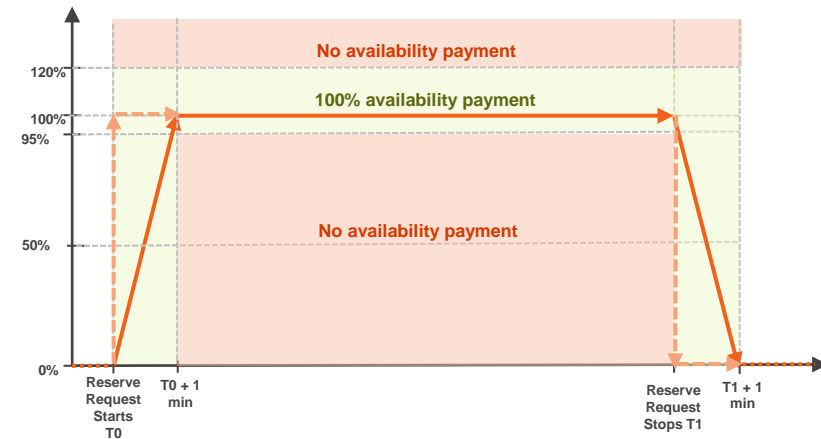 No availability payment
120%
100% availability payment
100%
95%
No availability payment
50%
0%
Reserve
Request
Starts
T0
T0 + 1
min
Reserve
Request
Stops T1
T1 + 1
min